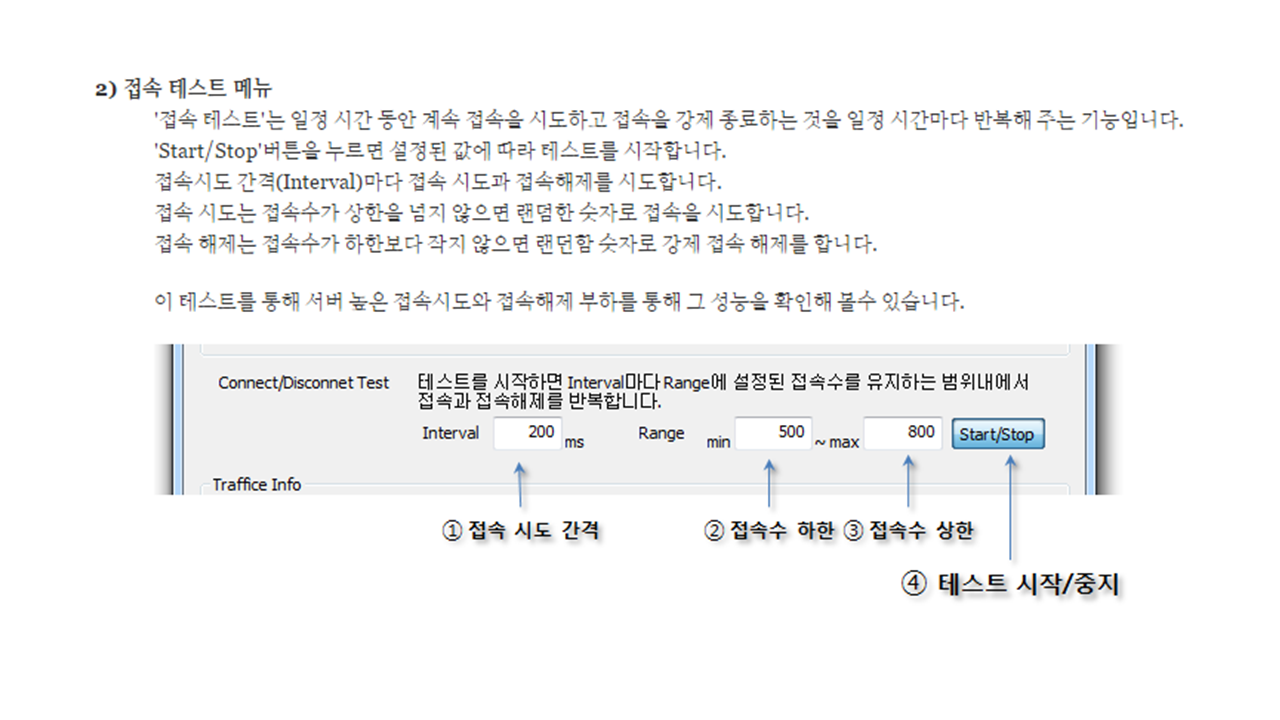 2) 접속 테스트 메뉴
'접속 테스트'는 일정 시간 동안 계속 접속을 시도하고 접속을 강제 종료하는 것을 일정 시간마다 반복해 주는 기능입니다.
'Start/Stop'버튼을 누르면 설정된 값에 따라 테스트를 시작합니다.
접속시도 간격(Interval)마다 접속 시도과 접속해제를 시도합니다.
접속 시도는 접속수가 상한을 넘지 않으면 랜덤한 숫자로 접속을 시도합니다.
접속 해제는 접속수가 하한보다 작지 않으면 랜던함 숫자로 강제 접속 해제를 합니다.
이 테스트를 통해 서버 높은 접속시도와 접속해제 부하를 통해 그 성능을 확인해 볼수 있습니다.
Connect/Disconnet Test 테스트를 시작하면 Interval마다 Range에 설정된 접속수를 유지하는 범위내에서
접속과 접속해제를 반복합니다.
Interval 200 ms Range min 500 ~ max 800 Start/Stop
Traffice Info
① 접속 시도 간격 ② 접속수 하한 ③ 접속수 상한
④ 테스트 시작/중지